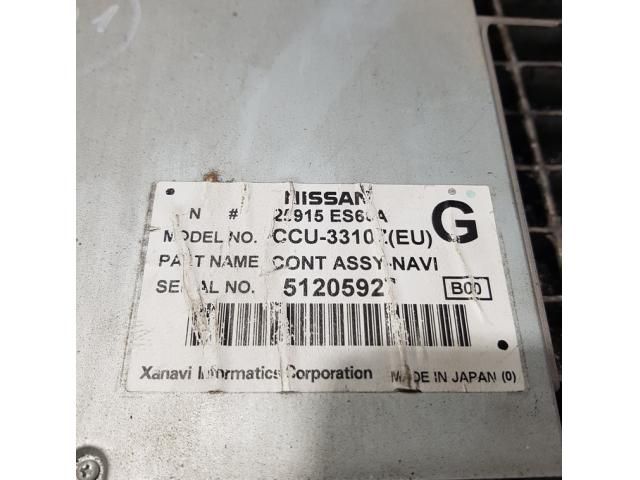 NISSAN
N # 25915 ES60A G
MODEL NO. CCU-3310Z(EU)
PART NAME CONT ASSY-NAVI
SERIAL NO. 51205927 B00
Xanavi Informatics Corporation MADE IN JAPAN (0)